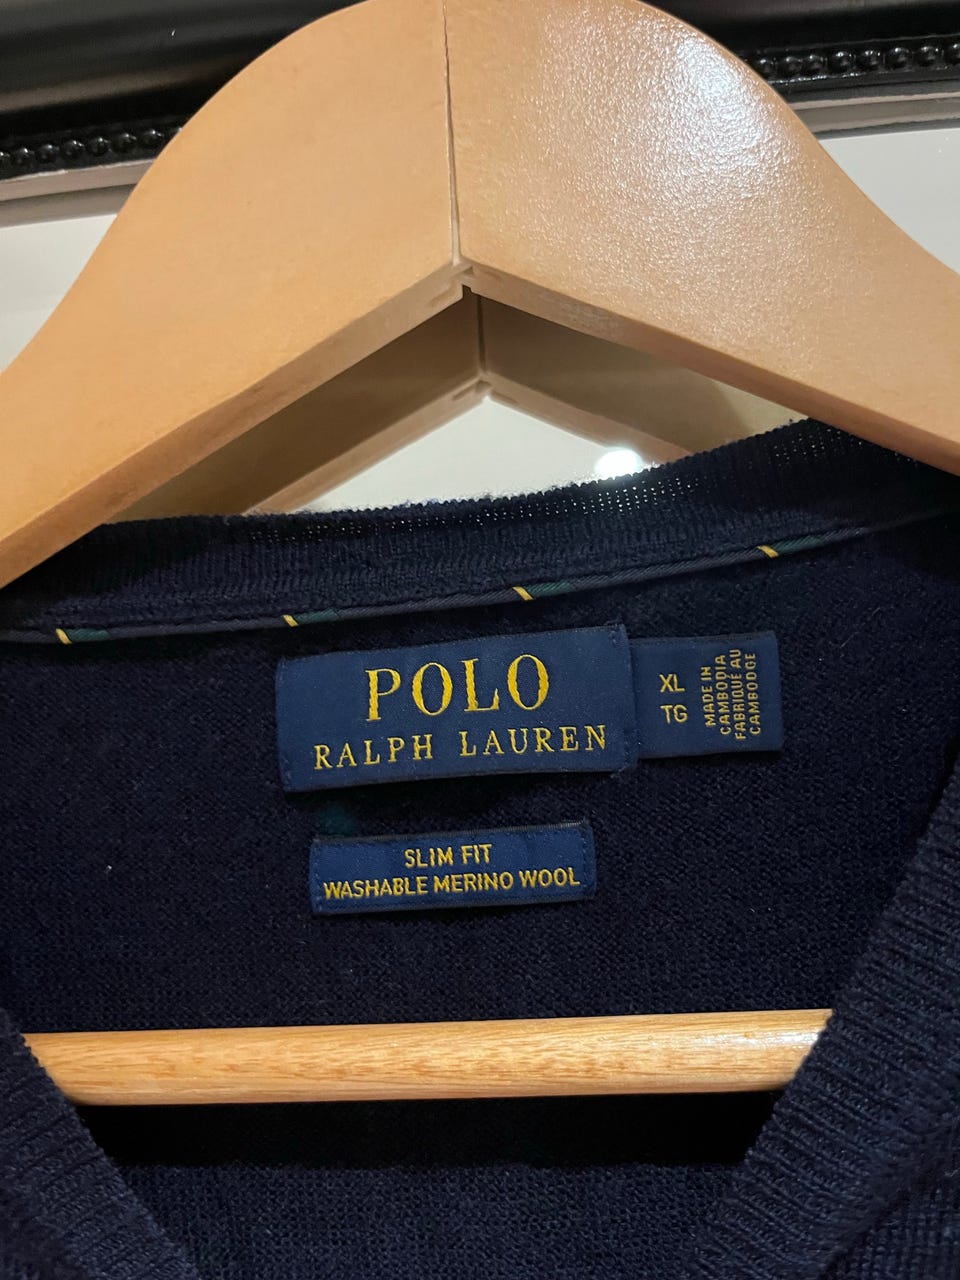 POLO
RALPH LAUREN
XL
TG
MADE IN
CAMBODIA
FABRIQUÉ AU
CAMBODGE
SLIM FIT
WASHABLE MERINO WOOL